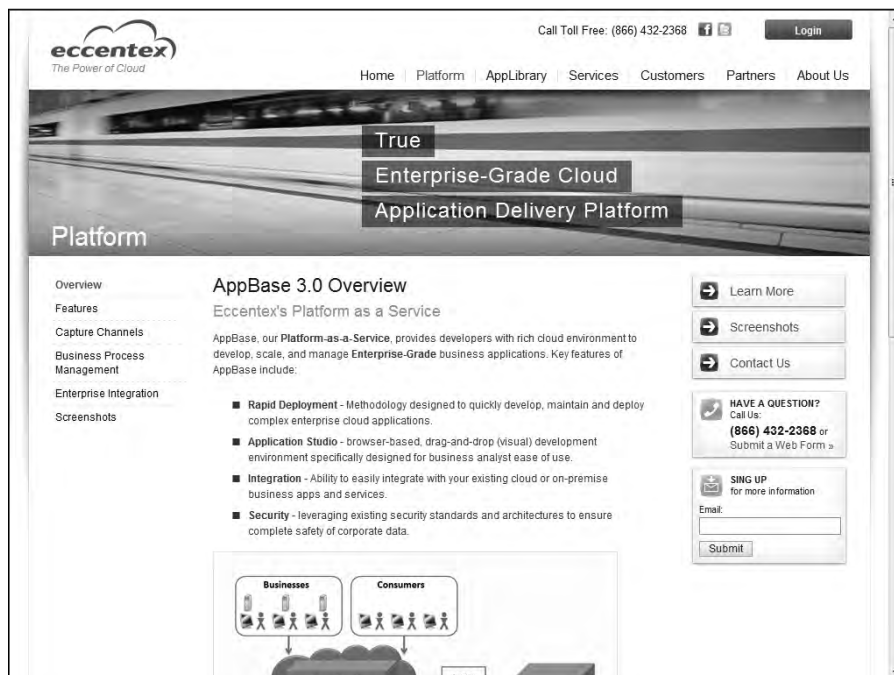 eccentex
The Power of Cloud
Call Toll Free: (866) 432-2368
Login
Home
Platform
AppLibrary
Services
Customers
Partners
About Us
True
Enterprise-Grade Cloud
Application Delivery Platform
Platform
Overview
Features
Capture Channels
Business Process
Management
Enterprise Integration
Screenshots
AppBase 3.0 Overview
Eccentex's Platform as a Service
AppBase, our Platform-as-a-Service, provides developers with rich cloud environment to
develop, scale, and manage Enterprise-Grade business applications. Key features of
AppBase include:
Rapid Deployment - Methodology designed to quickly develop, maintain and deploy
complex enterprise cloud applications.
Application Studio - browser-based, drag-and-drop (visual) development
environment specifically designed for business analyst ease of use.
Integration - Ability to easily integrate with your existing cloud or on-premise
business apps and services.
Security - leveraging existing security standards and architectures to ensure
complete safety of corporate data.
Businesses
Consumers
Learn More
Screenshots
Contact Us
HAVE A QUESTION?
Call Us:
(866) 432-2368 or
Submit a Web Form »
SING UP
for more information
Email:
Submit